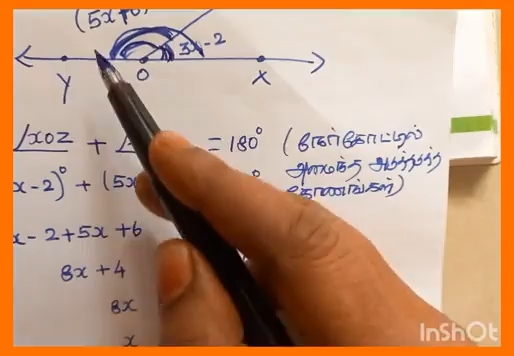 (5x+6)
3x-2
Y O X
∠XOZ + ∠ = 180° (நேர்கோட்டில்
x-2)° + (5x ° அமைந்த அடுத்தடுத்த
கோணங்கள்)
x - 2 + 5x + 6
8x + 4
8x
x
InShOt